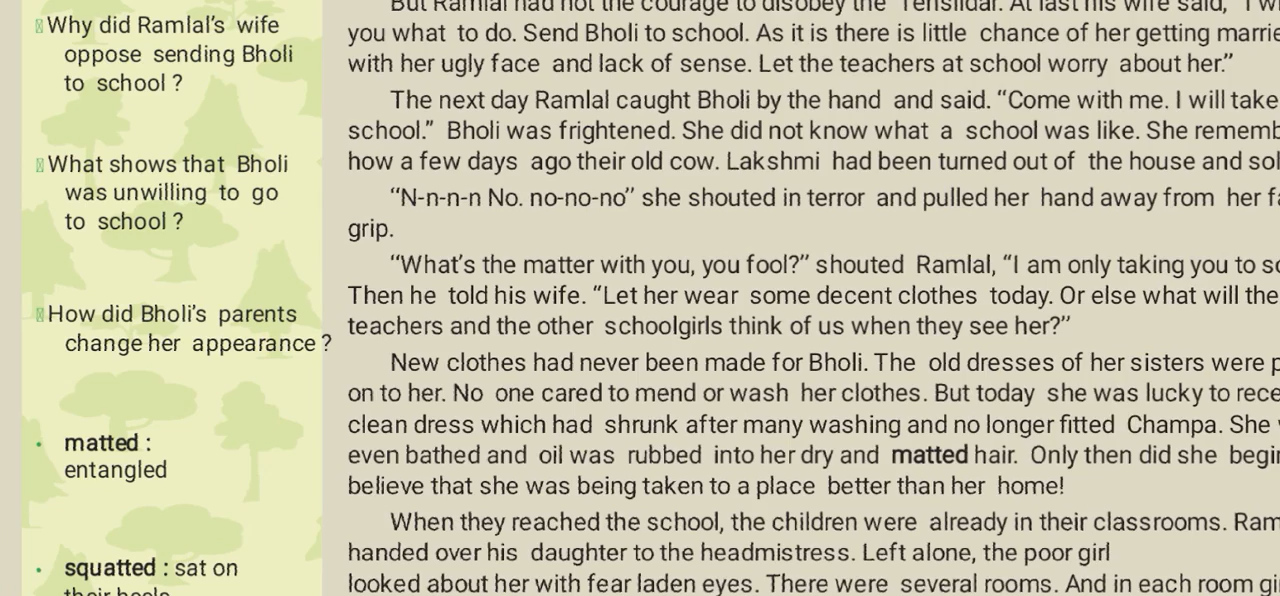 Why did Ramlal's wife
oppose sending Bholi
to school ?
What shows that Bholi
was unwilling to go
to school ?
How did Bholi's parents
change her appearance ?
• matted :
entangled
• squatted : sat on
their heels
But Ramlal had not the courage to disobey the Tehsildar. At last his wife said, "I
you what to do. Send Bholi to school. As it is there is little chance of her getting
with her ugly face and lack of sense. Let the teachers at school worry about her."
The next day Ramlal caught Bholi by the hand and said. "Come with me. I will take
school." Bholi was frightened. She did not know what a school was like. She
how a few days ago their old cow. Lakshmi had been turned out of the house and
"N-n-n-n No. no-no-no" she shouted in terror and pulled her hand away from her
grip.
"What's the matter with you, you fool?" shouted Ramlal, "I am only taking you to
Then he told his wife. "Let her wear some decent clothes today. Or else what will the
teachers and the other schoolgirls think of us when they see her?"
New clothes had never been made for Bholi. The old dresses of her sisters were
on to her. No one cared to mend or wash her clothes. But today she was lucky to
clean dress which had shrunk after many washing and no longer fitted Champa. She
even bathed and oil was rubbed into her dry and matted hair. Only then did she
believe that she was being taken to a place better than her home!
When they reached the school, the children were already in their classrooms.
handed over his daughter to the headmistress. Left alone, the poor girl
looked about her with fear laden eyes. There were several rooms. And in each room